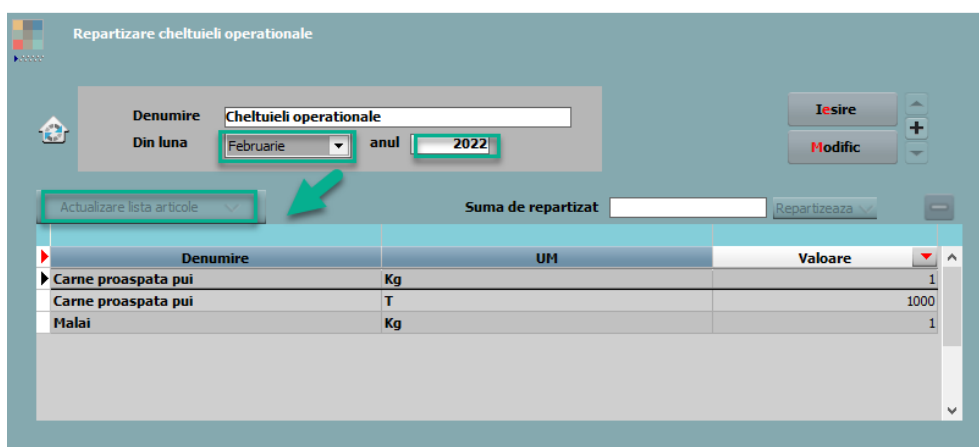 Repartizare cheltuieli operationale
Denumire Cheltuieli operationale
Iesire
Din luna Februarie anul 2022
Modific
Actualizare lista articole Suma de repartizat Repartizeaza
Denumire UM Valoare
Carne proaspata pui Kg 1
Carne proaspata pui T 1000
Malai Kg 1